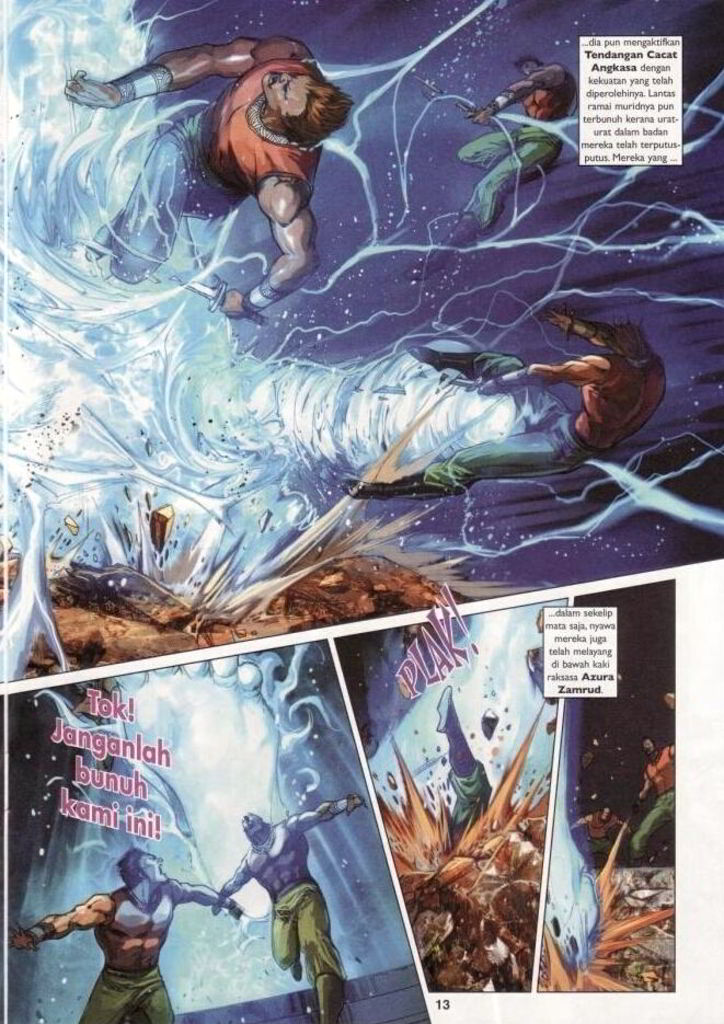 ...dia pun mengaktifkan
Tendangan Cacat
Angkasa dengan
kekuatan yang telah
diperolehinya. Lantas
ramai muridnya pun
terbunuh kerana urat-
urat dalam badan
mereka telah terputus-
putus. Mereka yang ...
Tok!
Janganlah
bunuh
kami ini!
PLAK!
...dalam sekelip
mata saja, nyawa
mereka juga
telah melayang
di bawah kaki
raksasa Azura
Zamrud.
13